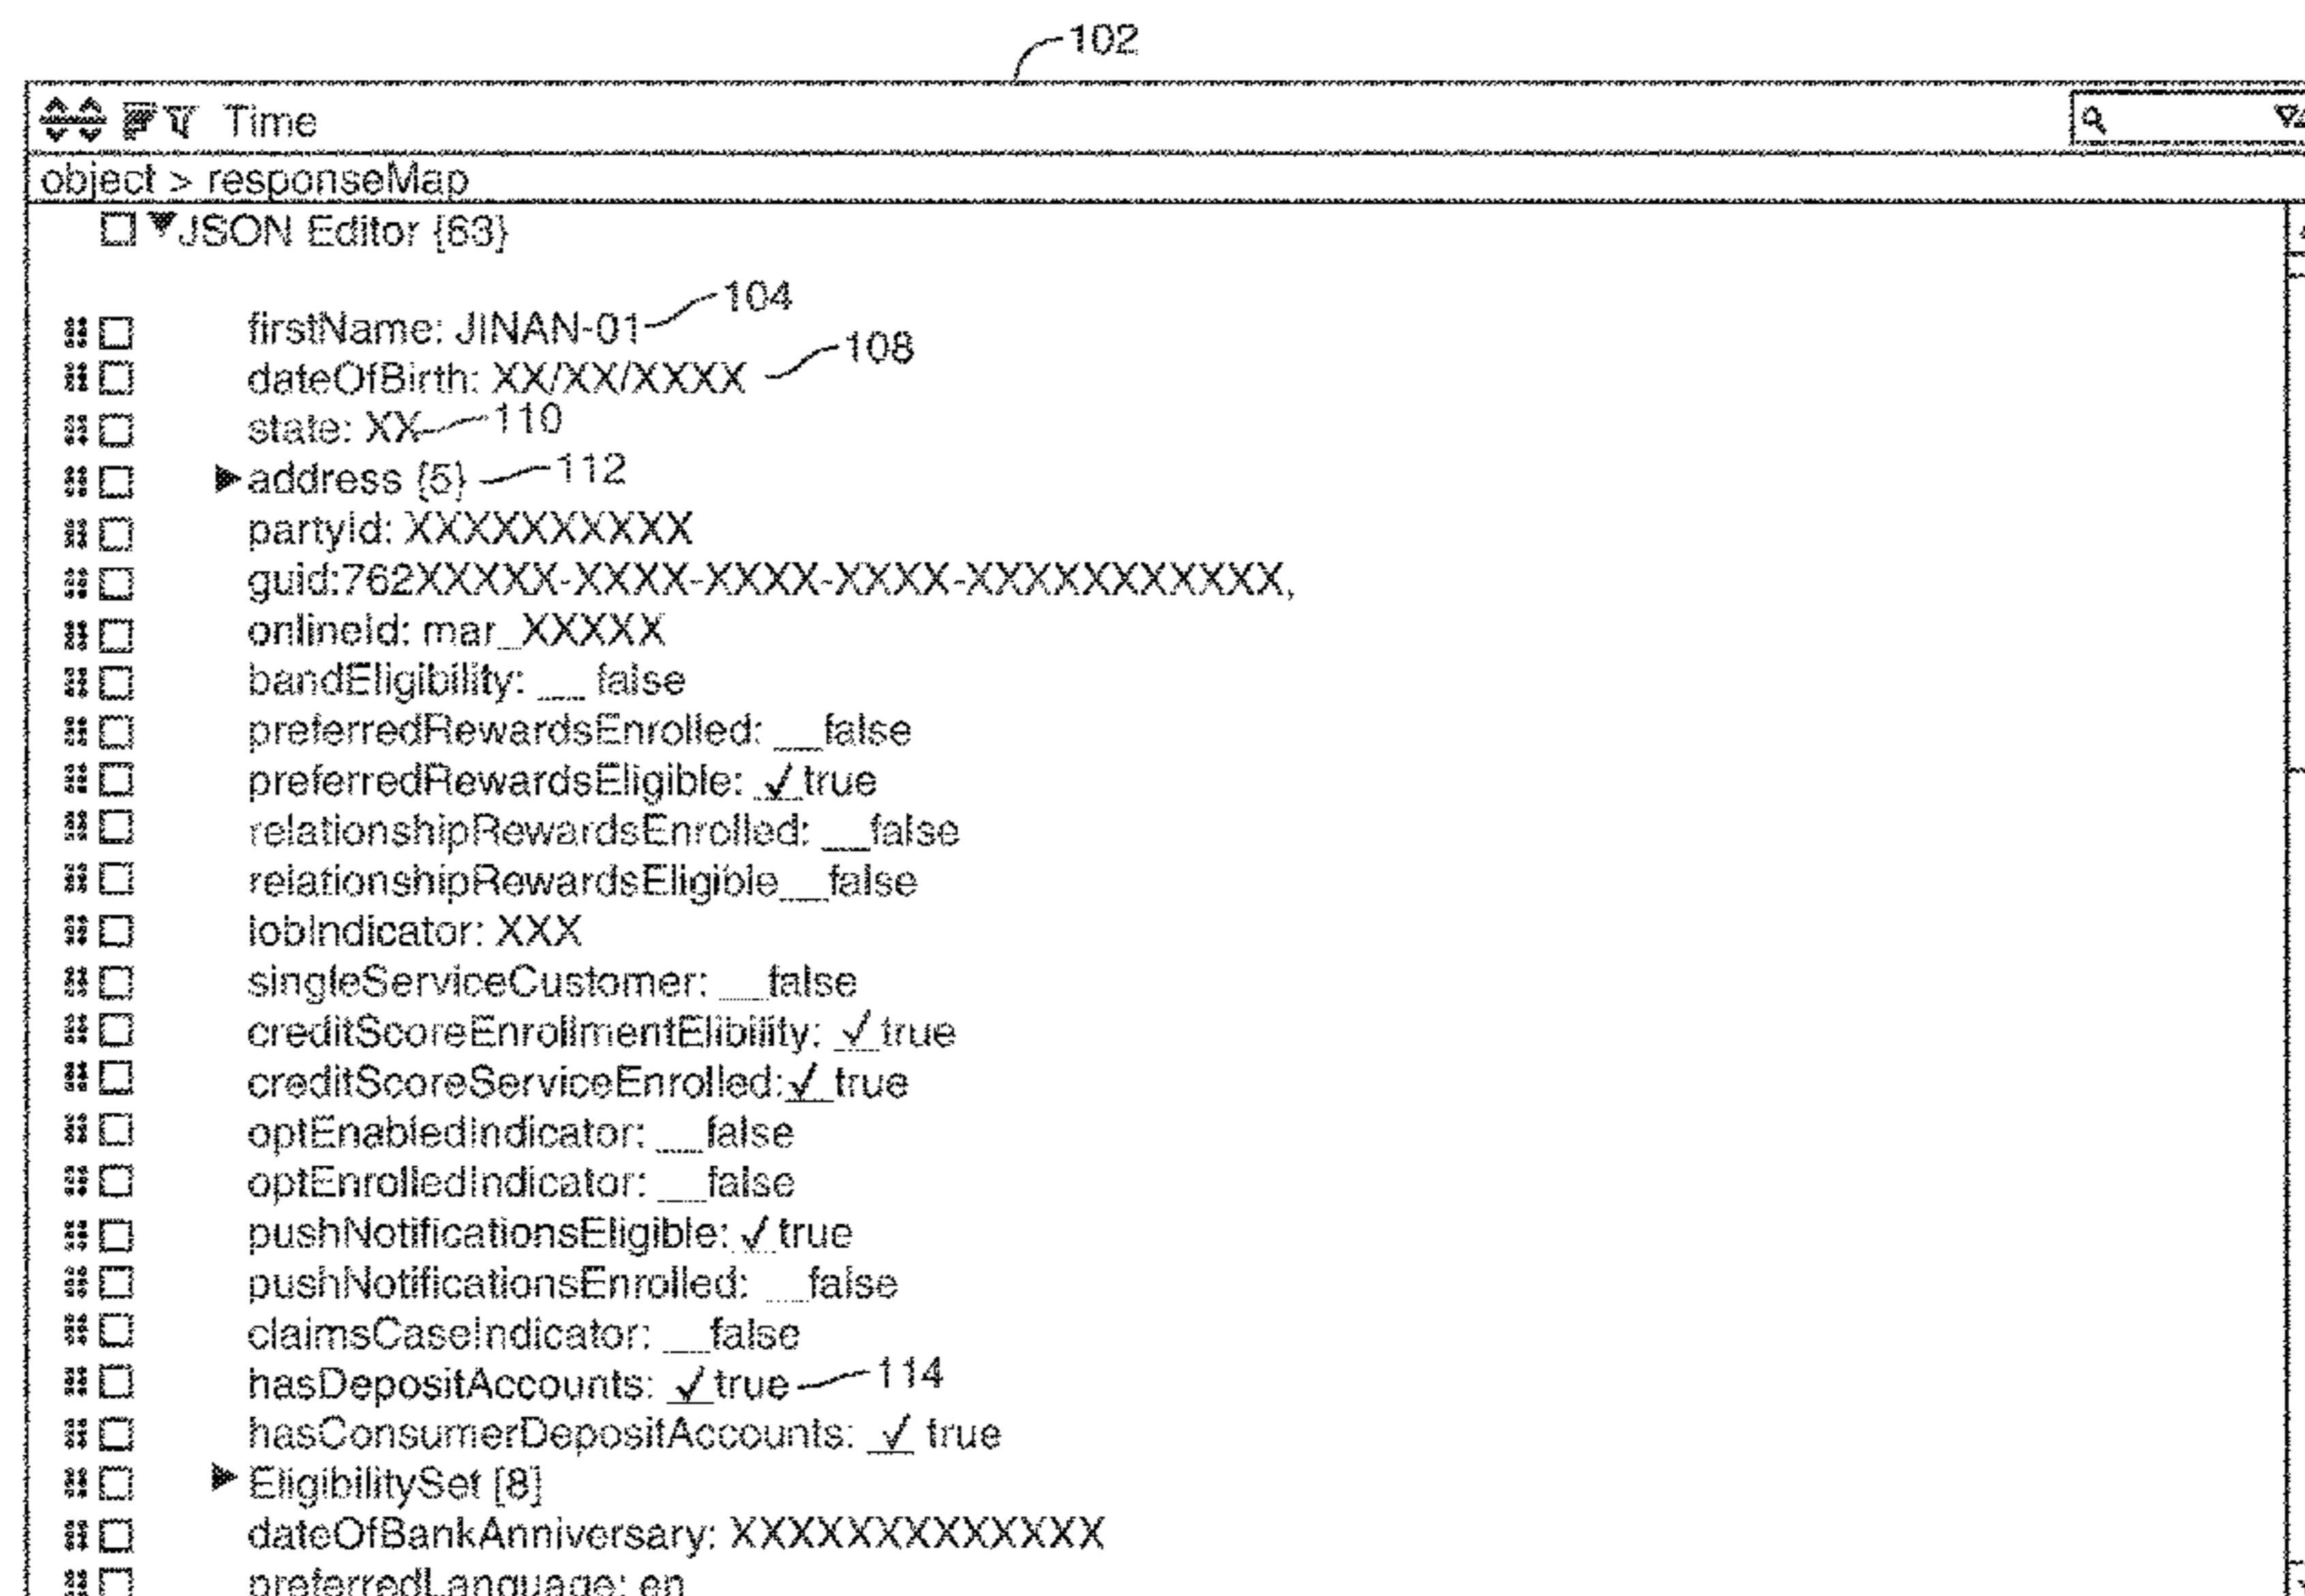 102
Time
object > responseMap
JSON Editor {63}
firstName: JINAN-01 104
dateOfBirth: XX/XX/XXXX 108
state: XX 110
address {5} 112
partyId: XXXXXXXXXX
guid:762XXXXX-XXXX-XXXX-XXXX-XXXXXXXXXXX,
onlineId: mar_XXXXX
bandEligibility: __ false
preferredRewardsEnrolled: __false
preferredRewardsEligible: ✓ true
relationshipRewardsEnrolled: __false
relationshipRewardsEligible__false
lobIndicator: XXX
singleServiceCustomer: __false
creditScoreEnrollmentElibility: ✓ true
creditScoreServiceEnrolled:✓ true
optEnabledIndicator: __false
optEnrolledIndicator: __false
pushNotificationsEligible: ✓ true
pushNotificationsEnrolled: __false
claimsCaseIndicator: __false
hasDepositAccounts: ✓ true 114
hasConsumerDepositAccounts: ✓ true
EligibilitySet [8]
dateOfBankAnniversary: XXXXXXXXXXXXX
preferredLanguage: en